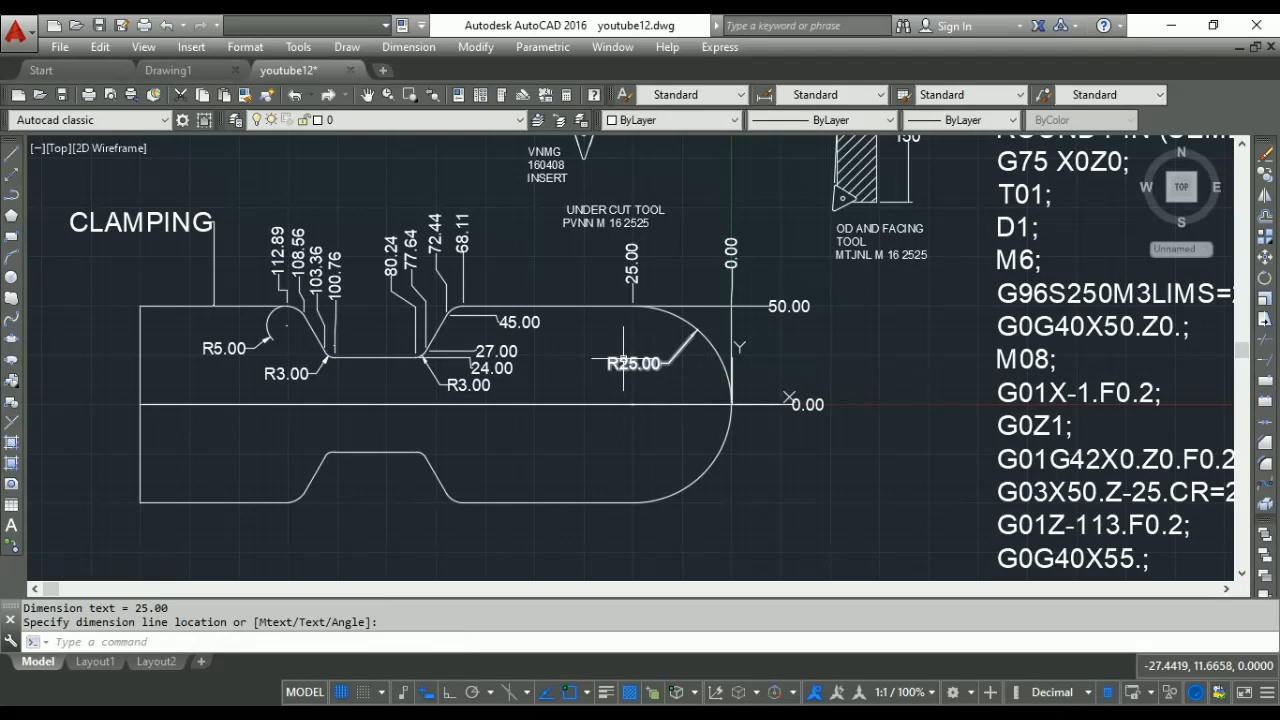 Autodesk AutoCAD 2016 youtube12.dwg
Type a keyword or phrase
Sign In
File Edit View Insert Format Tools Draw Dimension Modify Parametric Window Help Express
Start Drawing1 youtube12*
Standard Standard Standard Standard
Autocad classic 0 ByLayer ByLayer ByLayer ByColor
[−][Top][2D Wireframe]
VNMG
160408
INSERT
150
UNDER CUT TOOL
PVNN M 16 2525
OD AND FACING
TOOL
MTJNL M 16 2525
CLAMPING
112.89
108.56
103.36
100.76
80.24
77.64
72.44
68.11
25.00
0.00
50.00
45.00
R5.00
27.00
24.00
R3.00
R3.00
R25.00
Y
X
0.00
N
W TOP E
S
Unnamed
G75 X0Z0;
T01;
D1;
M6;
G96S250M3LIMS=
G0G40X50.Z0.;
M08;
G01X-1.F0.2;
G0Z1;
G01G42X0.Z0.F0.2
G03X50.Z-25.CR=2
G01Z-113.F0.2;
G0G40X55.;
Dimension text = 25.00
Specify dimension line location or [Mtext/Text/Angle]:
Type a command
Model Layout1 Layout2
-27.4419, 11.6658, 0.0000
MODEL 1:1 / 100% Decimal